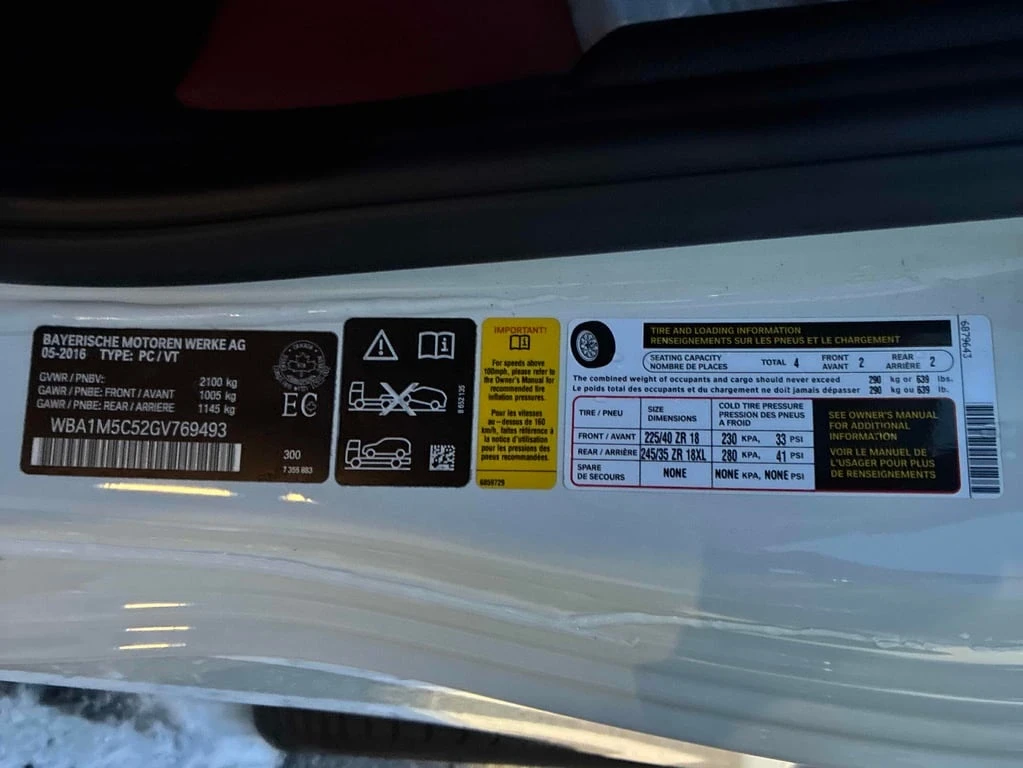 BAYERISCHE MOTOREN WERKE AG
05-2016 TYPE: PC / VT
GVWR / PNBV: 2100 kg
GAWR / PNBE: FRONT / AVANT 1005 kg
GAWR / PNBE: REAR / ARRIERE 1145 kg
EC
WBA1M5C52GV769493
300
7 355 883
8 052 135
IMPORTANT!
For speeds above
100mph, please refer to
the Owner's Manual for
recommended tire
inflation pressures.
Pour les vitesses
au-dessus de 160
km/h, faites référence à
la notice d'utilisation
pour les pressions des
pneus recommandées.
6858729
TIRE AND LOADING INFORMATION
RENSEIGNEMENTS SUR LES PNEUS ET LE CHARGEMENT
SEATING CAPACITY
NOMBRE DE PLACES
TOTAL 4
FRONT
AVANT 2
REAR
ARRIÈRE 2
The combined weight of occupants and cargo should never exceed 290 kg or 639 lbs.
Le poids total des occupants et du chargement ne doit jamais dépasser 290 kg ou 639 lb.
TIRE / PNEU
SIZE
DIMENSIONS
COLD TIRE PRESSURE
PRESSION DES PNEUS
A FROID
FRONT / AVANT 225/40 ZR 18 230 KPA, 33 PSI
REAR / ARRIÈRE 245/35 ZR 18XL 280 KPA, 41 PSI
SPARE
DE SECOURS
NONE NONE KPA, NONE PSI
SEE OWNER'S MANUAL
FOR ADDITIONAL
INFORMATION
VOIR LE MANUEL DE
L'USAGER POUR PLUS
DE RENSEIGNEMENTS
6879643